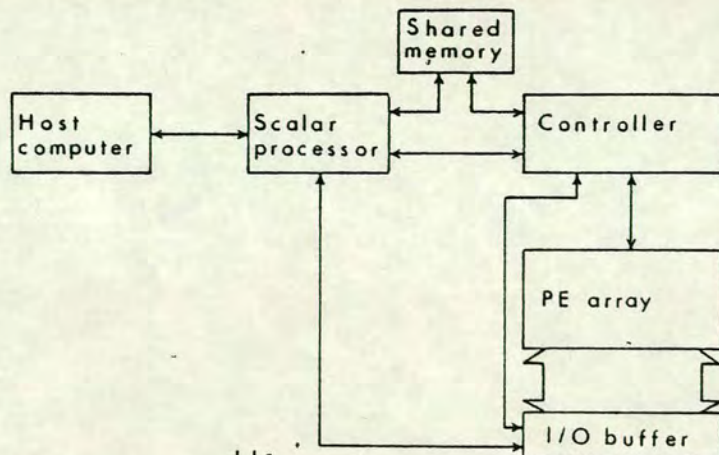 Shared
memory
Host
computer
Scalar
processor
Controller
PE array
I/O buffer